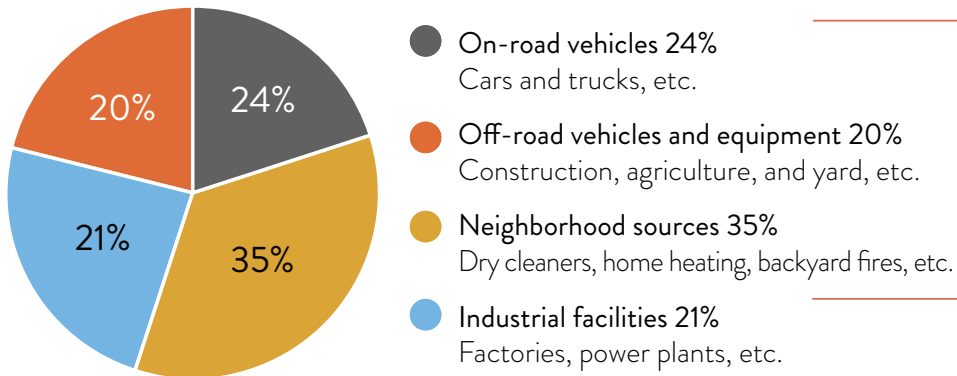 20%
24%
21%
35%
On-road vehicles 24%
Cars and trucks, etc.
Off-road vehicles and equipment 20%
Construction, agriculture, and yard, etc.
Neighborhood sources 35%
Dry cleaners, home heating, backyard fires, etc.
Industrial facilities 21%
Factories, power plants, etc.